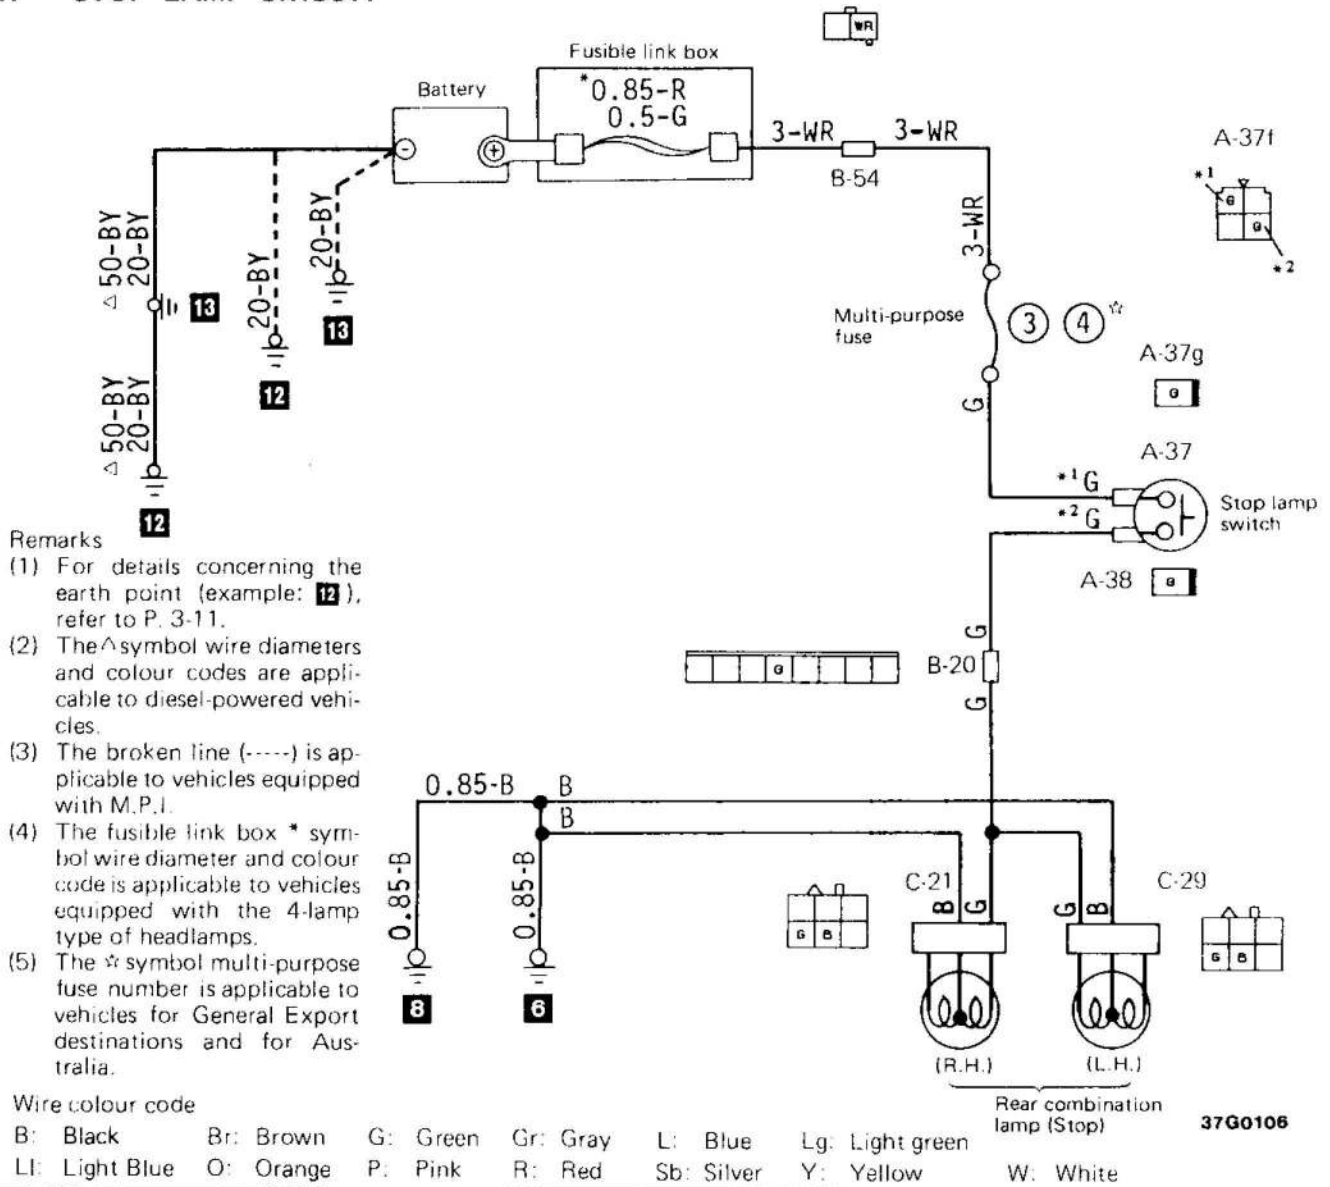 WR
Fusible link box
*0.85-R
0.5-G
Battery
3-WR
3-WR
B-54
A-37f
*1
G
G
*2
3-WR
△ 50-BY
20-BY
20-BY
20-BY
13
13
12
Multi-purpose
fuse
3
4
☆
A-37g
G
G
△ 50-BY
20-BY
12
A-37
*1 G
*2 G
Stop lamp
switch
A-38
G
G
B-20
G
G
Remarks
(1) For details concerning the
earth point (example: 12),
refer to P. 3-11.
(2) The △ symbol wire diameters
and colour codes are appli-
cable to diesel-powered vehi-
cles.
(3) The broken line (-----) is ap-
plicable to vehicles equipped
with M.P.I.
(4) The fusible link box * sym-
bol wire diameter and colour
code is applicable to vehicles
equipped with the 4-lamp
type of headlamps.
(5) The ☆ symbol multi-purpose
fuse number is applicable to
vehicles for General Export
destinations and for Aus-
tralia.
0.85-B
B
B
0.85-B
0.85-B
8
6
G B
C-21
B G
G B
C-29
G B
(R.H.)
(L.H.)
Rear combination
lamp (Stop)
37G0106
Wire colour code
B: Black Br: Brown G: Green Gr: Gray L: Blue Lg: Light green
Ll: Light Blue O: Orange P: Pink R: Red Sb: Silver Y: Yellow W: White